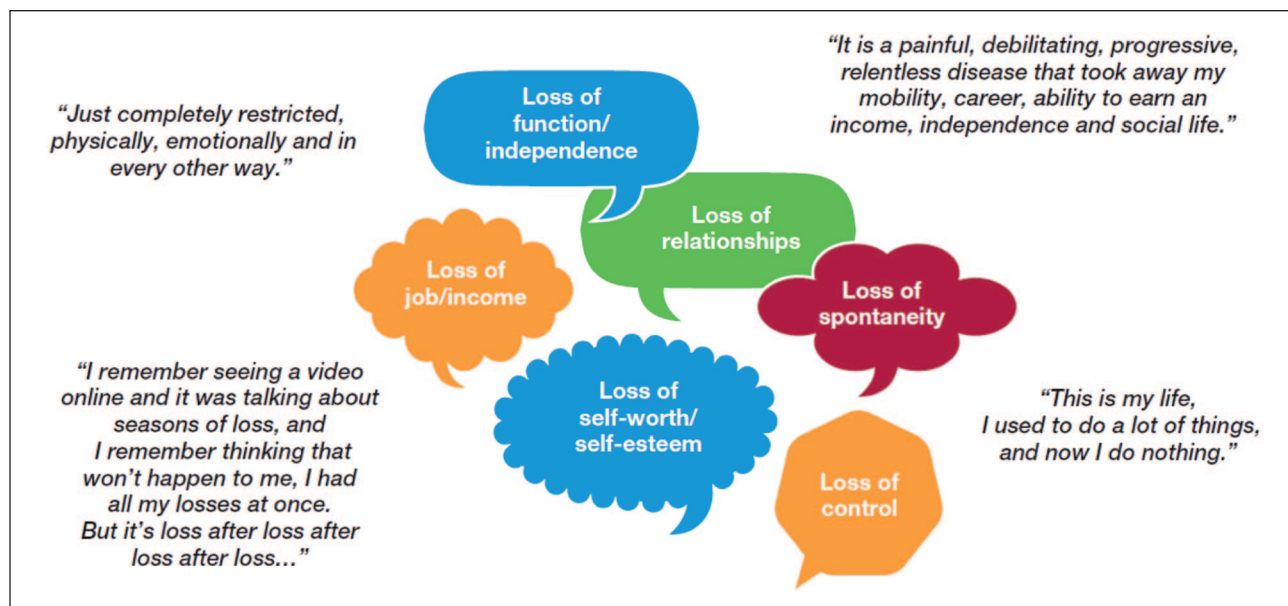 “Just completely restricted,
physically, emotionally and in
every other way.”
Loss of
function/
independence
“It is a painful, debilitating, progressive,
relentless disease that took away my
mobility, career, ability to earn an
income, independence and social life.”
Loss of
relationships
Loss of
job/income
Loss of
spontaneity
“I remember seeing a video
online and it was talking about
seasons of loss, and
I remember thinking that
won’t happen to me, I had
all my losses at once.
But it’s loss after loss after
loss after loss…”
Loss of
self-worth/
self-esteem
“This is my life,
I used to do a lot of things,
and now I do nothing.”
Loss of
control